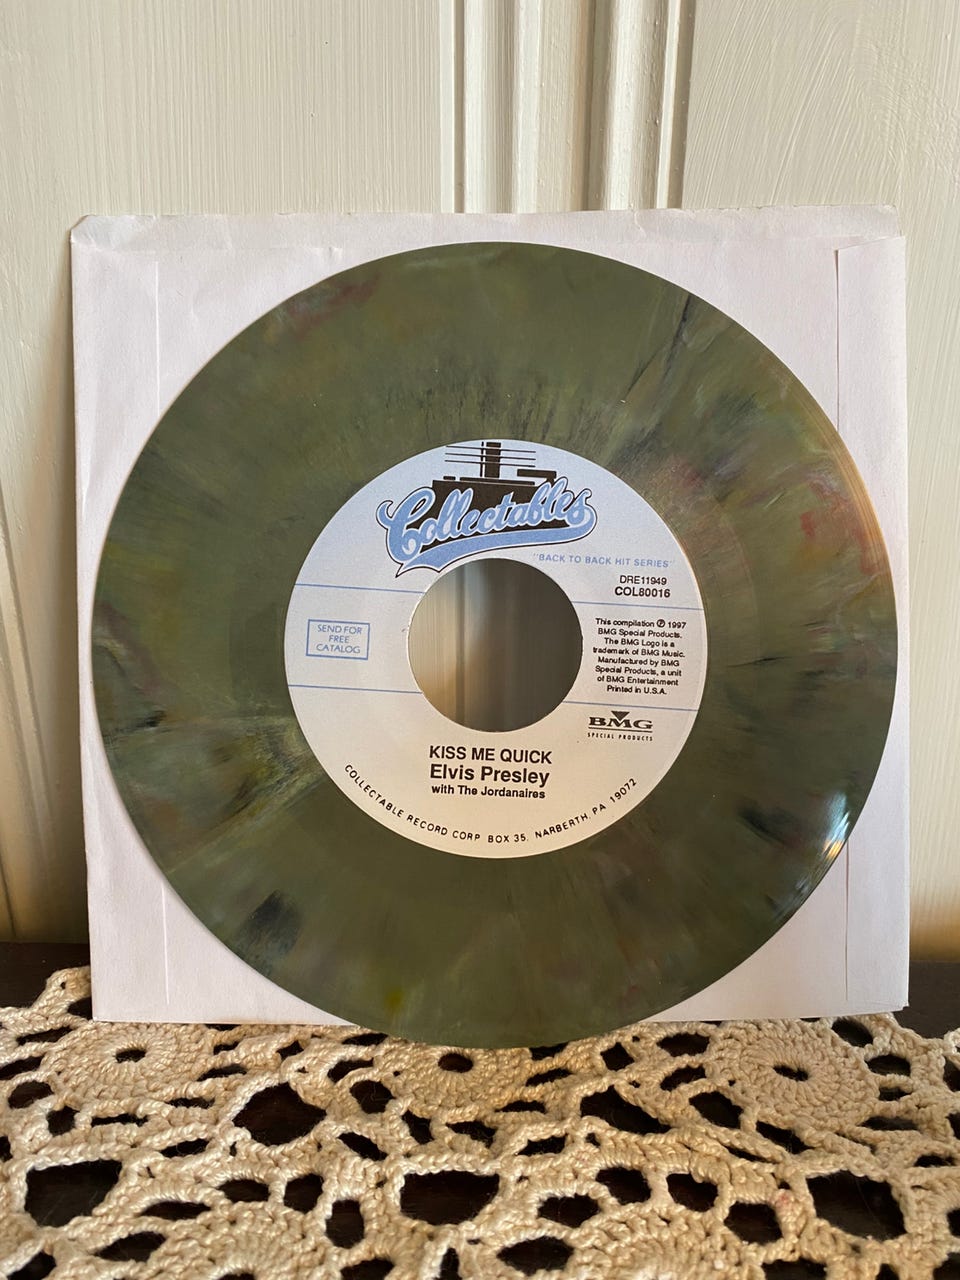 Collectables
"BACK TO BACK HIT SERIES"
DRE11949
COL80016
SEND FOR
FREE
CATALOG
This compilation ℗ 1997
BMG Special Products.
The BMG Logo is a
trademark of BMG Music.
Manufactured by BMG
Special Products, a unit
of BMG Entertainment
Printed in U.S.A.
BMG
SPECIAL PRODUCTS
KISS ME QUICK
Elvis Presley
with The Jordanaires
COLLECTABLE RECORD CORP BOX 35. NARBERTH, PA 19072